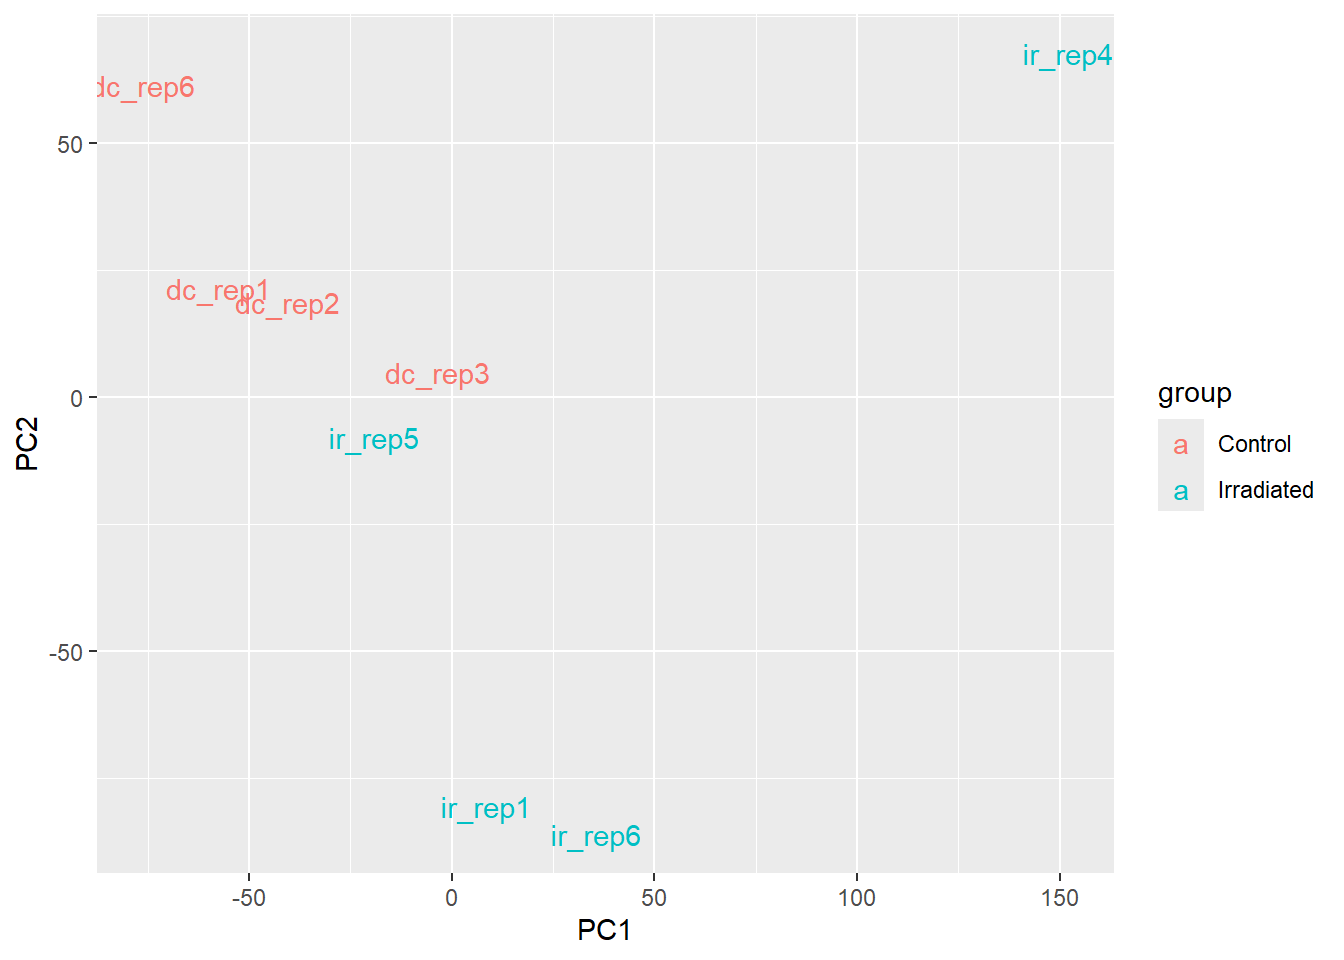 ir_rep4
dc_rep6
50
dc_rep1
dc_rep2
dc_rep3
0
ir_rep5
-50
ir_rep1
ir_rep6
-50
0
50
100
150
PC1
PC2
group
a Control
a Irradiated